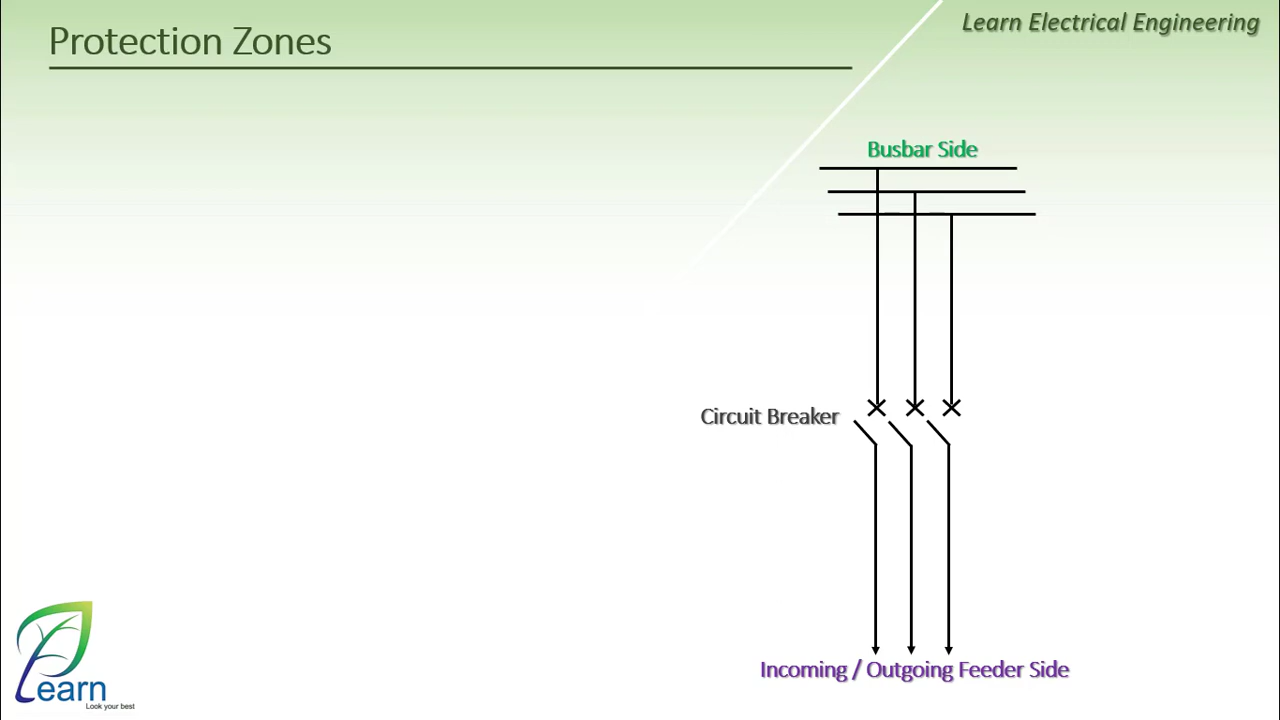 Protection Zones
Learn Electrical Engineering
Busbar Side
Circuit Breaker
Incoming / Outgoing Feeder Side
Learn
Look your best